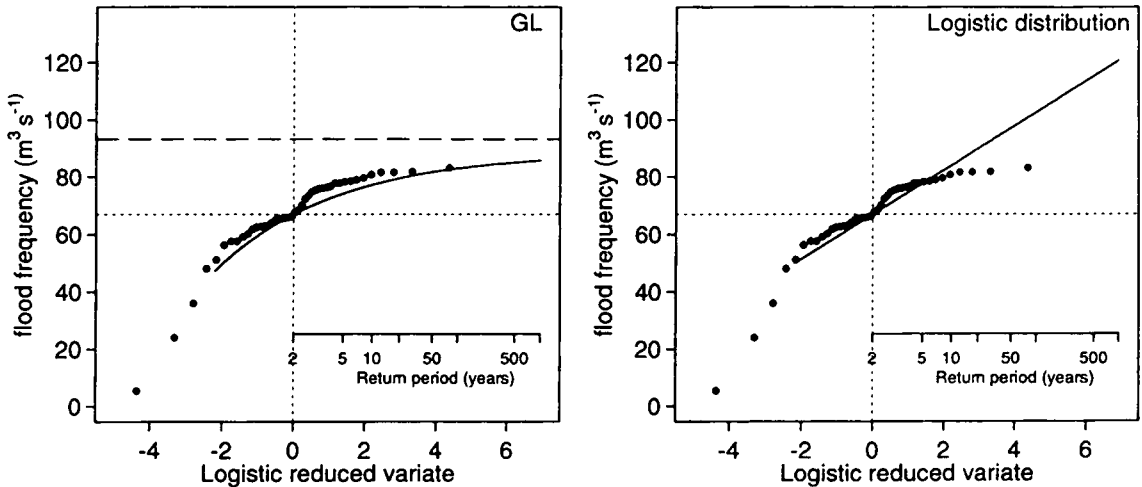 GL
flood frequency (m³ s⁻¹)
120
100
80
60
40
20
0
2 5 10 50 500
Return period (years)
-4 -2 0 2 4 6
Logistic reduced variate
Logistic distribution
flood frequency (m³ s⁻¹)
120
100
80
60
40
20
0
2 5 10 50 500
Return period (years)
-4 -2 0 2 4 6
Logistic reduced variate